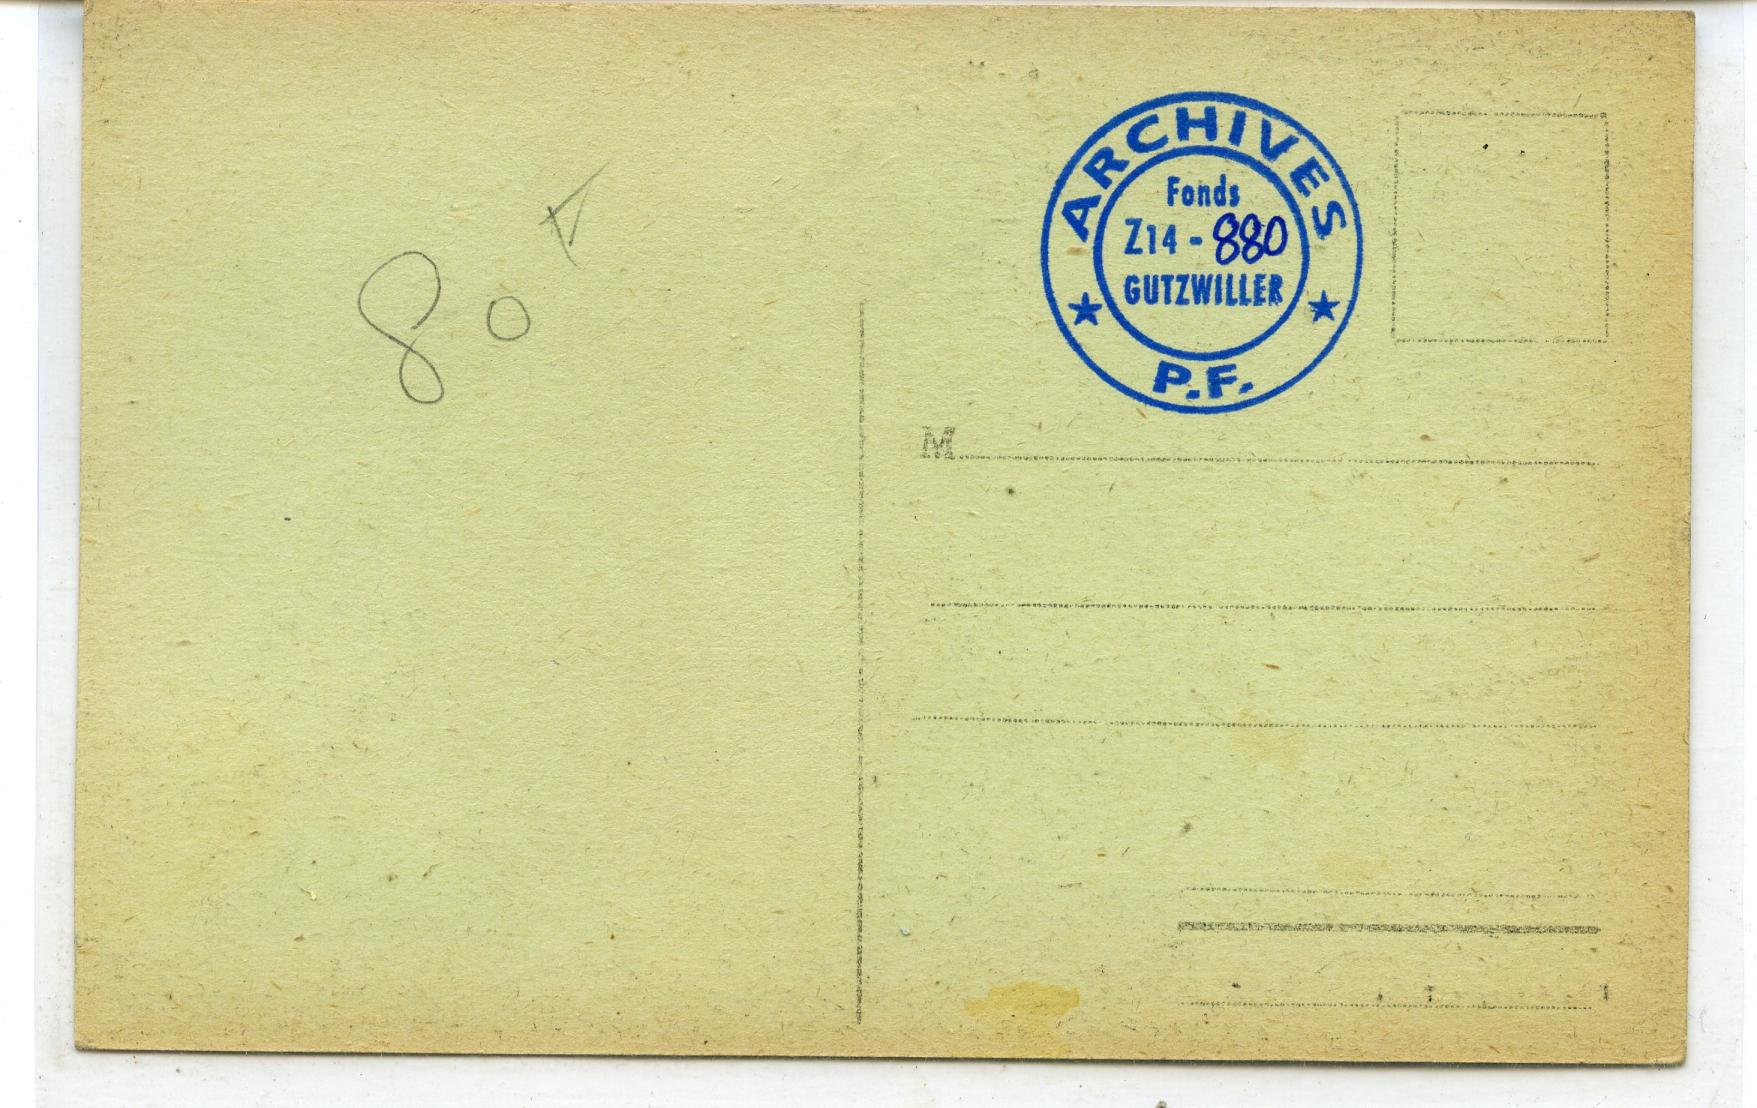 80 F
ARCHIVES
Fonds
Z14 - 880
GUTZWILLER
★ ★
P.F.
M